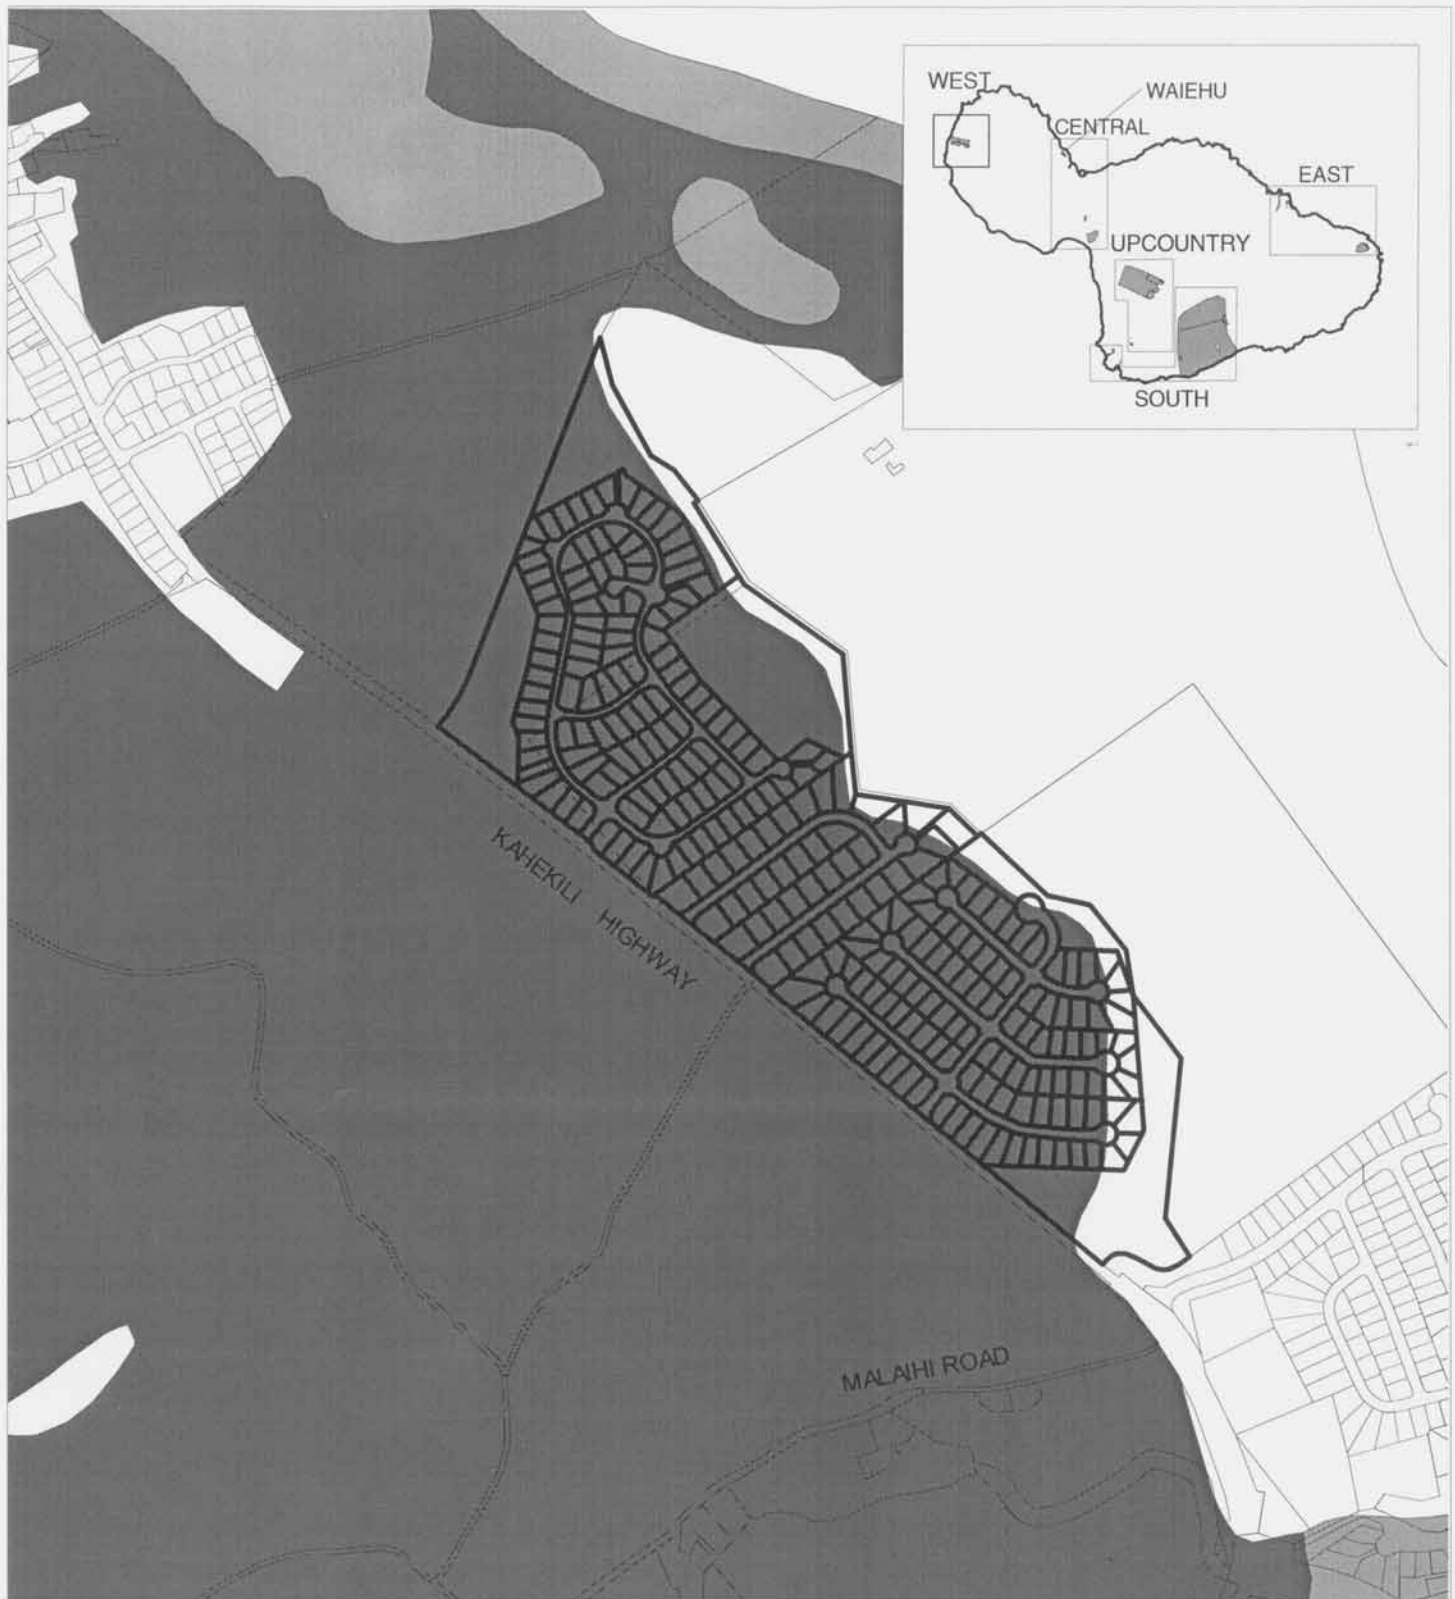 WEST
WAIEHU
CENTRAL
EAST
UPCOUNTRY
SOUTH
KAHEKILI HIGHWAY
MALAIHI ROAD